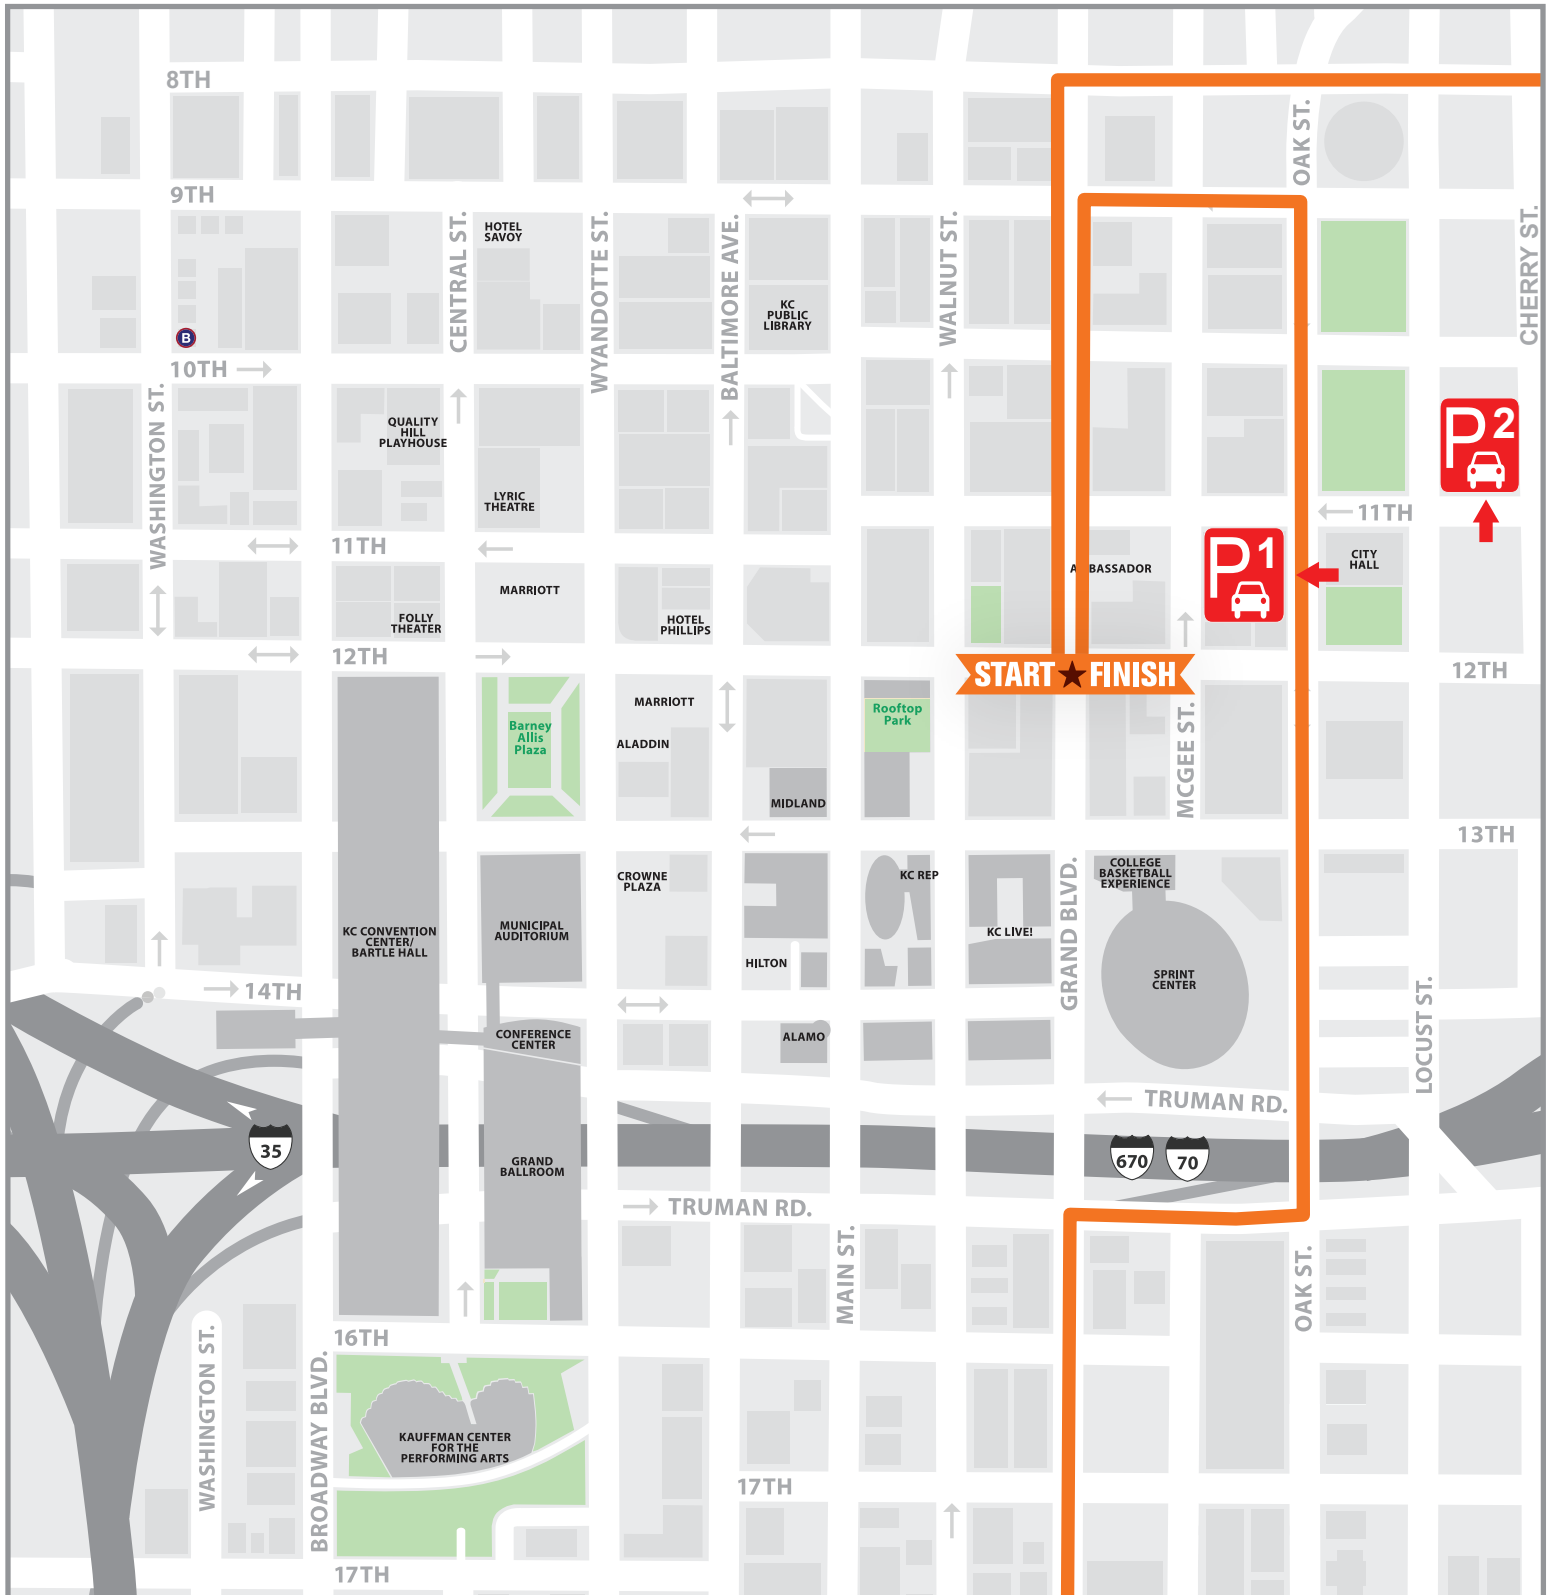 8TH
OAK ST.
9TH
CENTRAL ST.
HOTEL
SAVOY
WYANDOTTE ST.
BALTIMORE AVE.
KC
PUBLIC
LIBRARY
WALNUT ST.
CHERRY ST.
B
10TH
WASHINGTON ST.
QUALITY
HILL
PLAYHOUSE
LYRIC
THEATRE
P2
11TH
11TH
P1
CITY
HALL
MARRIOTT
BASSADOR
FOLLY
THEATER
HOTEL
PHILLIPS
12TH
START FINISH
12TH
Barney
Allis
Plaza
MARRIOTT
ALADDIN
Rooftop
Park
MCGEE ST.
MIDLAND
13TH
KC CONVENTION
CENTER/
BARTLE HALL
MUNICIPAL
AUDITORIUM
CROWNE
PLAZA
HILTON
KC REP
KC LIVE!
GRAND BLVD.
COLLEGE
BASKETBALL
EXPERIENCE
SPRINT
CENTER
14TH
LOCUST ST.
CONFERENCE
CENTER
ALAMO
TRUMAN RD.
35
GRAND
BALLROOM
670
70
TRUMAN RD.
MAIN ST.
OAK ST.
16TH
WASHINGTON ST.
BROADWAY BLVD.
KAUFFMAN CENTER
FOR THE
PERFORMING ARTS
17TH
17TH